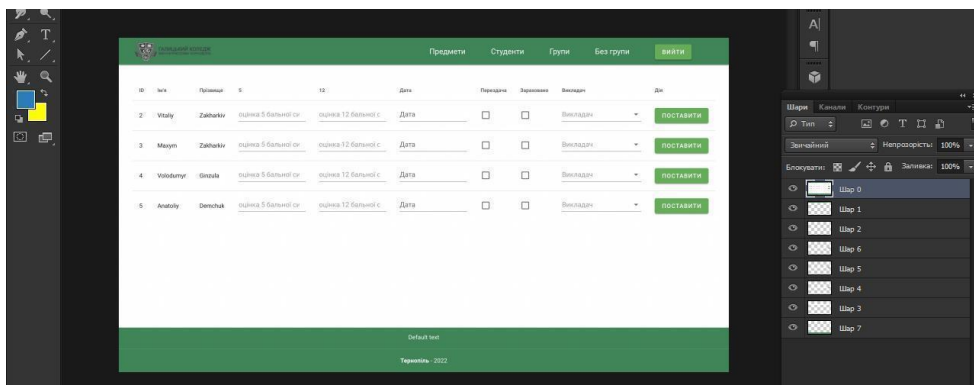 ГАЛИЦЬКИЙ КОЛЕДЖ
Предмети Студенти Групи Без групи ВИЙТИ
ID Ім'я Прізвище 5 12 Дата Перездача Зараховано Викладач Дія
2 Vitaliy Zakharkiv оцінка 5 бальної си оцінка 12 бальної с Дата Викладач ПОСТАВИТИ
3 Maxym Zakharkiv оцінка 5 бальної си оцінка 12 бальної с Дата Викладач ПОСТАВИТИ
4 Volodumyr Ginzula оцінка 5 бальної си оцінка 12 бальної с Дата Викладач ПОСТАВИТИ
5 Anatoliy Demchuk оцінка 5 бальної си оцінка 12 бальної с Дата Викладач ПОСТАВИТИ
Default text
Тернопіль - 2022
Шари Канали Контури
Тип
Звичайний Непрозорість: 100%
Блокувати: Заливка: 100%
Шар 0
Шар 1
Шар 2
Шар 6
Шар 5
Шар 4
Шар 3
Шар 7